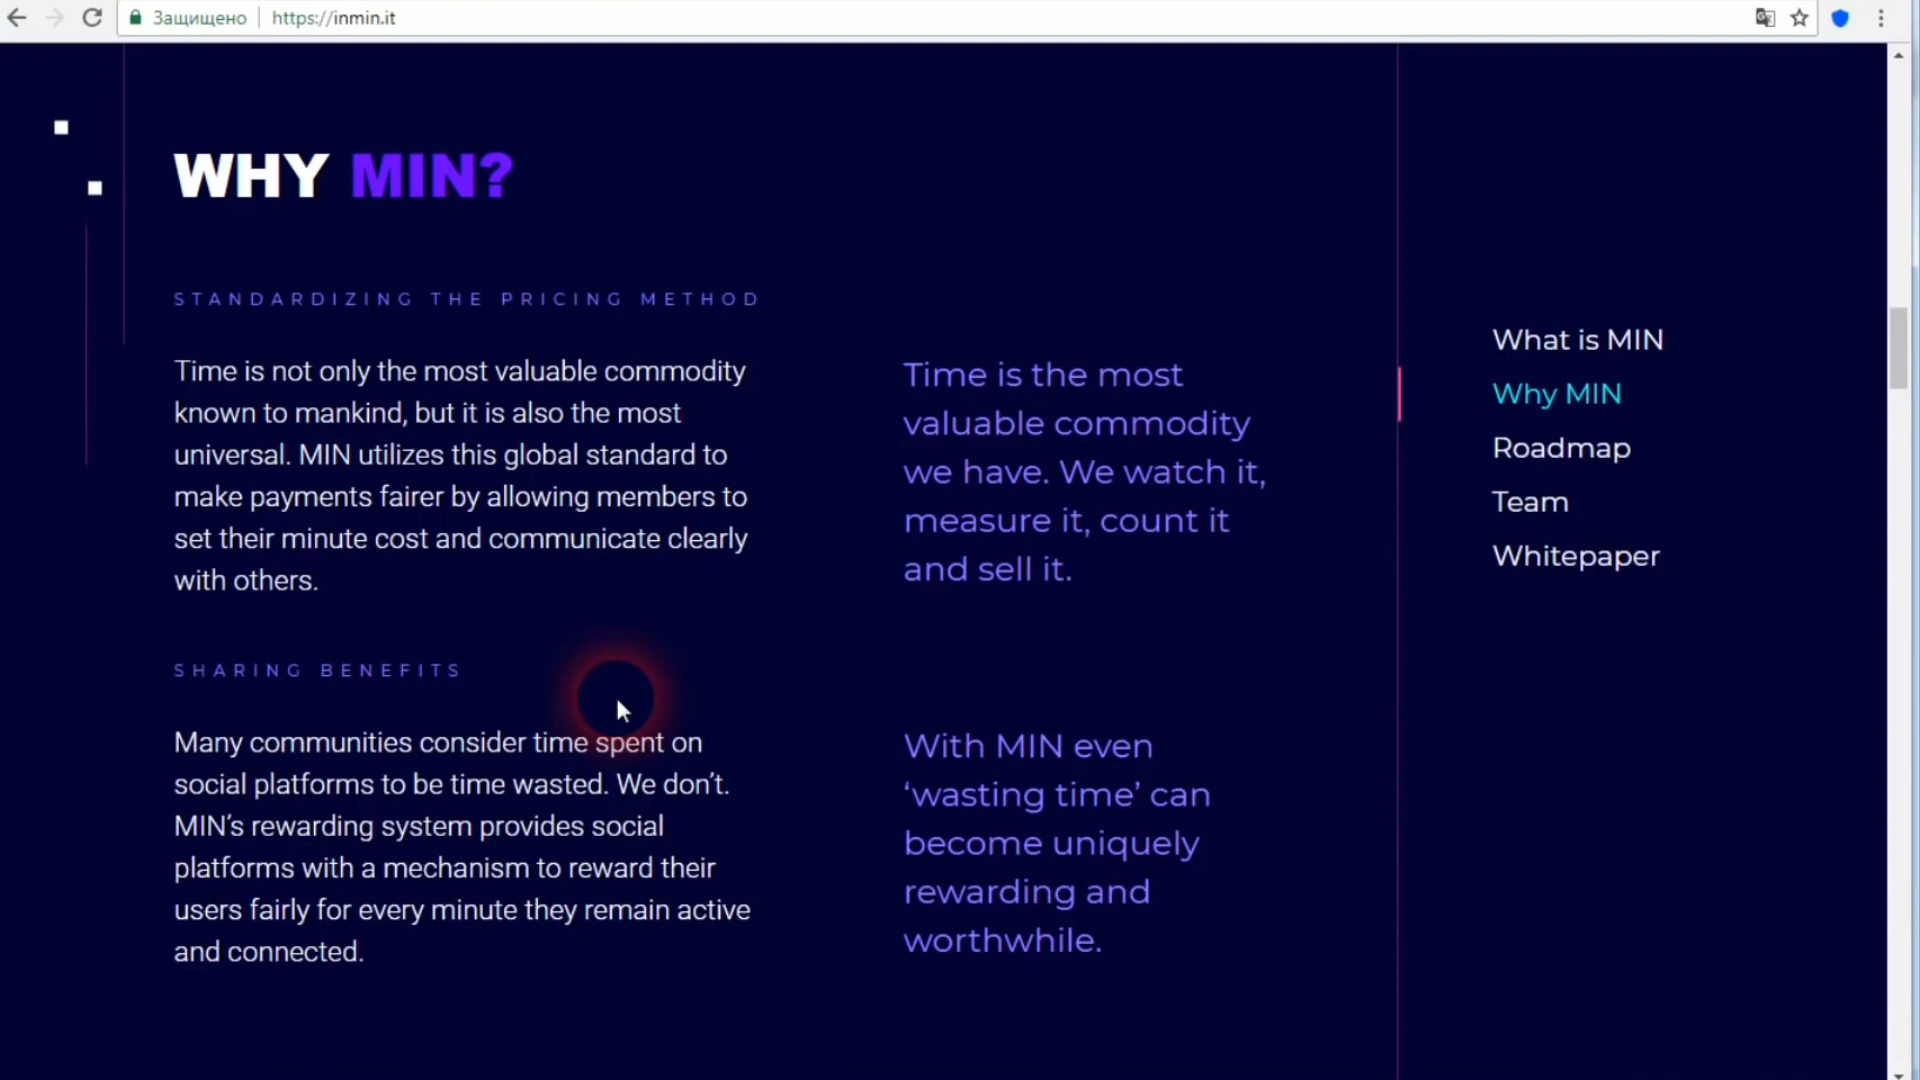 Защищено
https://inmin.it
WHY MIN?
STANDARDIZING THE PRICING METHOD
Time is not only the most valuable commodity
known to mankind, but it is also the most
universal. MIN utilizes this global standard to
make payments fairer by allowing members to
set their minute cost and communicate clearly
with others.
Time is the most
valuable commodity
we have. We watch it,
measure it, count it
and sell it.
SHARING BENEFITS
Many communities consider time spent on
social platforms to be time wasted. We don’t.
MIN’s rewarding system provides social
platforms with a mechanism to reward their
users fairly for every minute they remain active
and connected.
With MIN even
‘wasting time’ can
become uniquely
rewarding and
worthwhile.
What is MIN
Why MIN
Roadmap
Team
Whitepaper